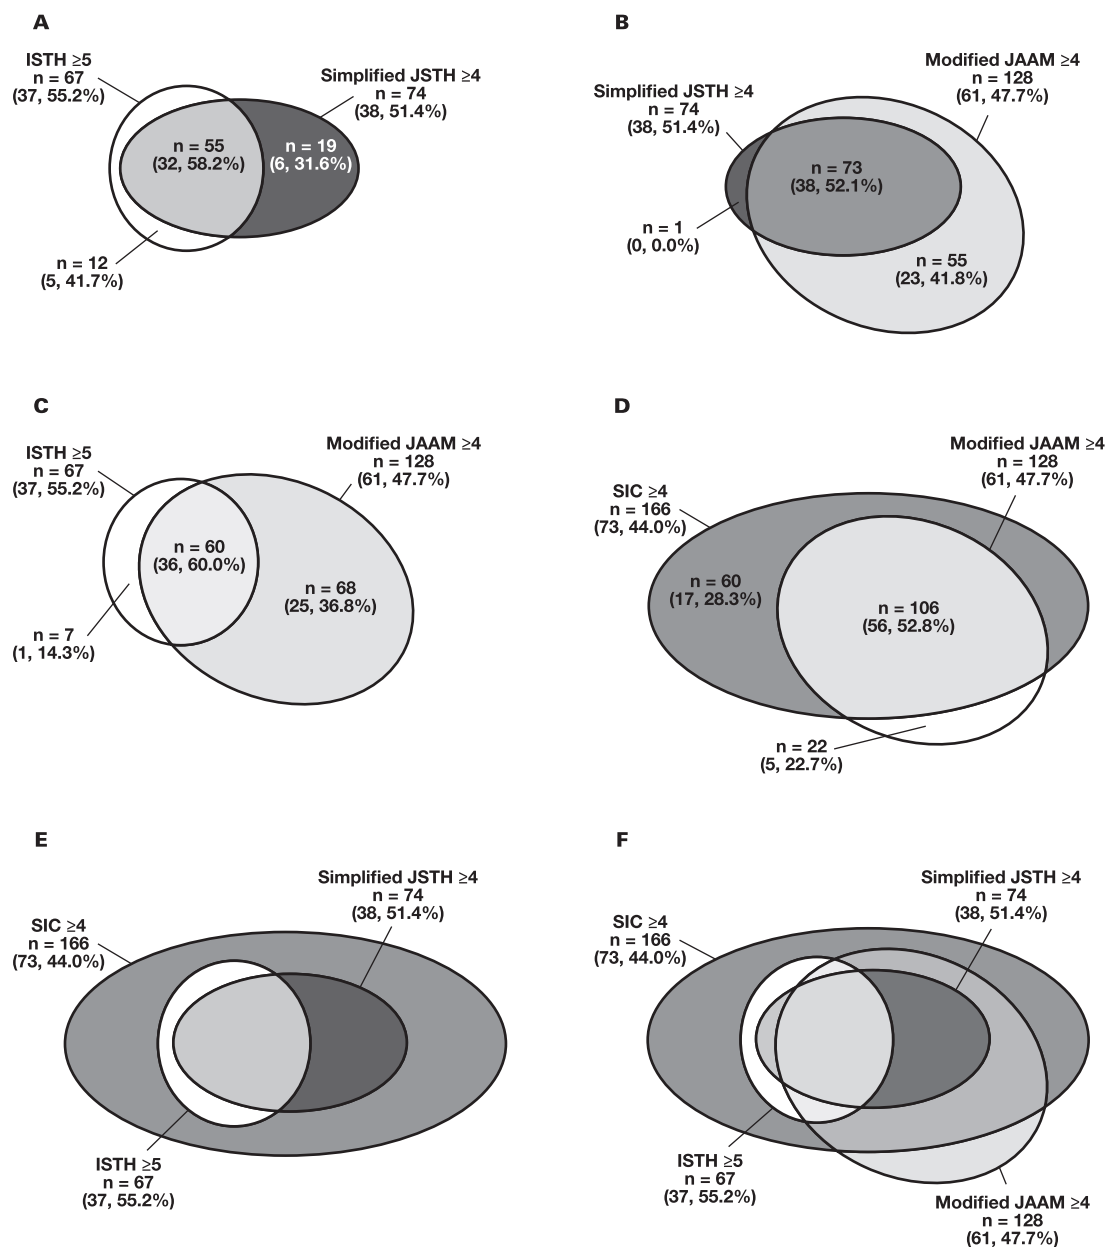 A
ISTH ≥5
n = 67
(37, 55.2%)
Simplified JSTH ≥4
n = 74
(38, 51.4%)
n = 55
(32, 58.2%)
n = 19
(6, 31.6%)
n = 12
(5, 41.7%)
B
Simplified JSTH ≥4
n = 74
(38, 51.4%)
Modified JAAM ≥4
n = 128
(61, 47.7%)
n = 73
(38, 52.1%)
n = 1
(0, 0.0%)
n = 55
(23, 41.8%)
C
ISTH ≥5
n = 67
(37, 55.2%)
Modified JAAM ≥4
n = 128
(61, 47.7%)
n = 60
(36, 60.0%)
n = 68
(25, 36.8%)
n = 7
(1, 14.3%)
D
SIC ≥4
n = 166
(73, 44.0%)
Modified JAAM ≥4
n = 128
(61, 47.7%)
n = 60
(17, 28.3%)
n = 106
(56, 52.8%)
n = 22
(5, 22.7%)
E
SIC ≥4
n = 166
(73, 44.0%)
Simplified JSTH ≥4
n = 74
(38, 51.4%)
ISTH ≥5
n = 67
(37, 55.2%)
F
SIC ≥4
n = 166
(73, 44.0%)
Simplified JSTH ≥4
n = 74
(38, 51.4%)
ISTH ≥5
n = 67
(37, 55.2%)
Modified JAAM ≥4
n = 128
(61, 47.7%)